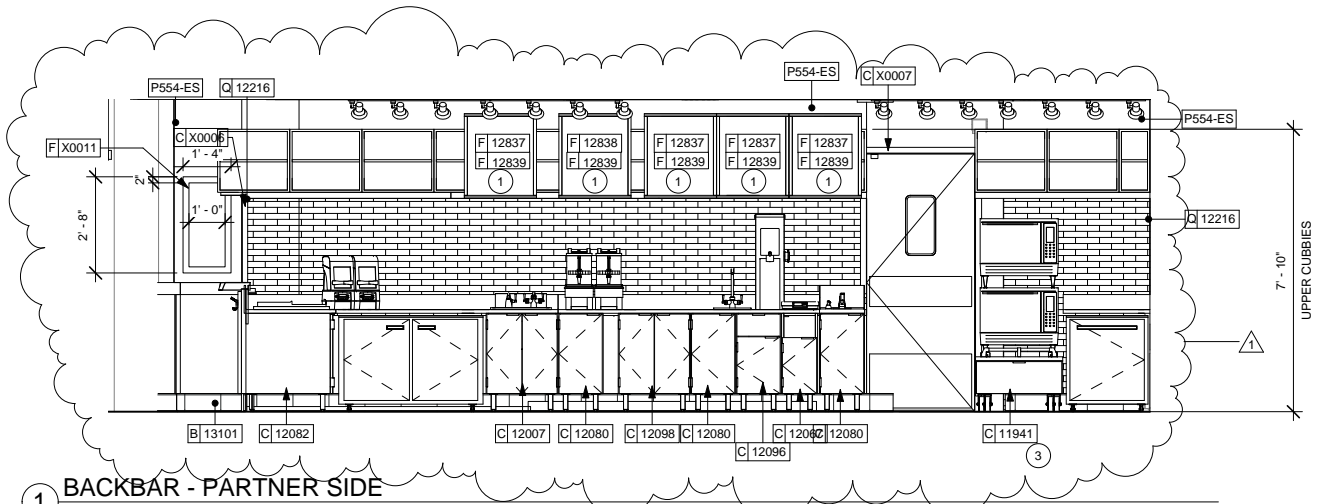 P554-ES
Q 12216
P554-ES
C X0007
P554-ES
F X0011
C X0006
1' - 4"
2"
2' - 8"
1' - 0"
F 12837
F 12839
1
F 12838
F 12839
1
F 12837
F 12839
1
F 12837
F 12839
1
F 12837
F 12839
1
Q 12216
7' - 10"
UPPER CUBBIES
1
B 13101
C 12082
C 12007
C 12080
C 12098
C 12080
C 12096
C 1206
C 12080
C 11941
3
1
BACKBAR - PARTNER SIDE